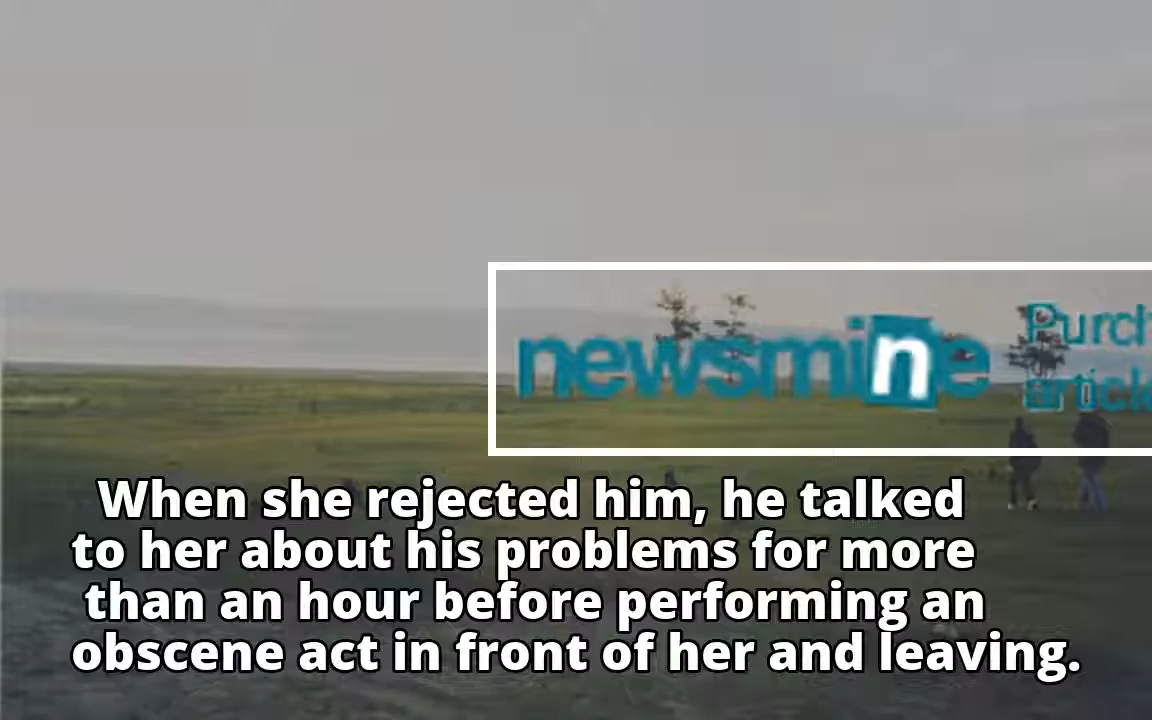 newsmine
When she rejected him, he talked
to her about his problems for more
than an hour before performing an
obscene act in front of her and leaving.